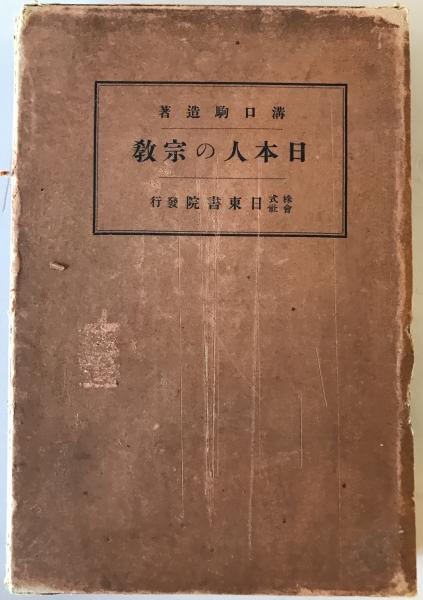 溝口駒造著
日本人の宗教
株式會社日東書院發行